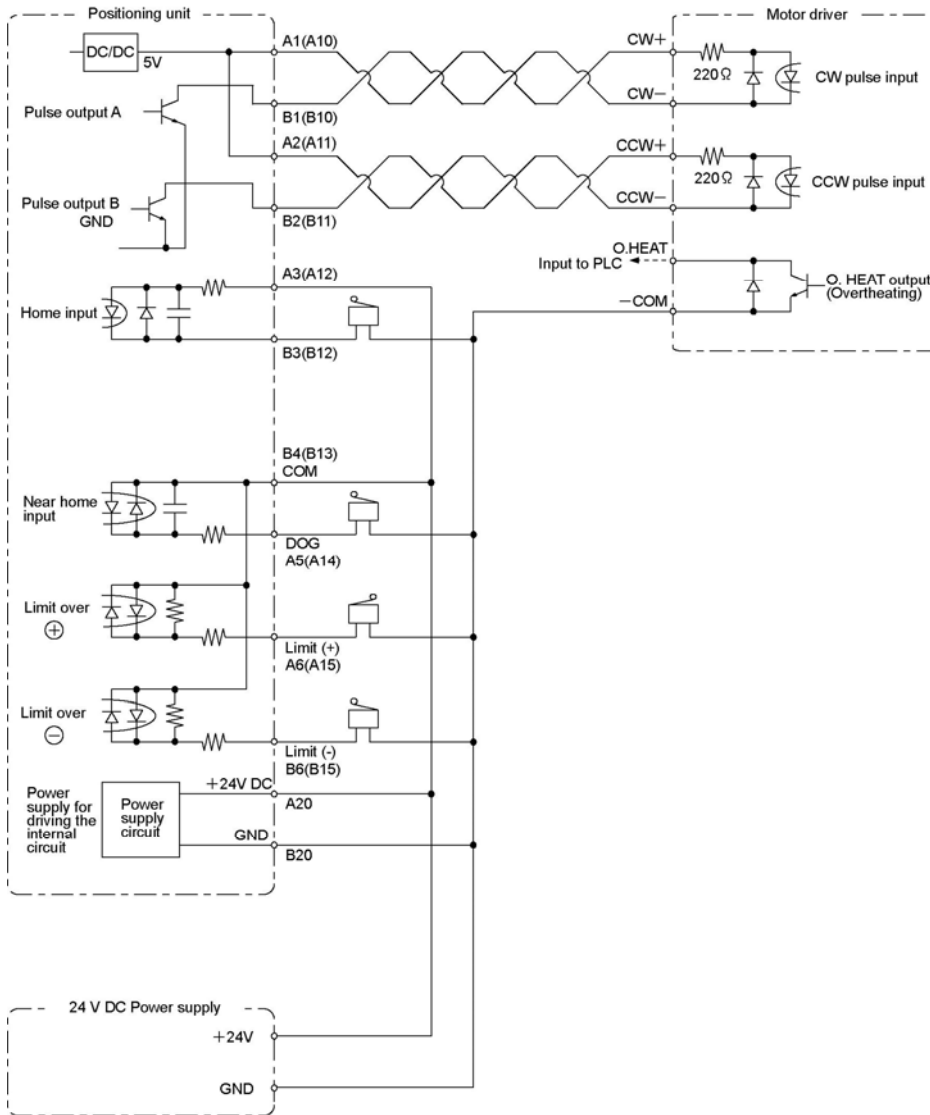 Positioning unit
Motor driver
DC/DC
5V
A1(A10)
CW+
220Ω
CW pulse input
Pulse output A
B1(B10)
CW−
A2(A11)
CCW+
220Ω
CCW pulse input
Pulse output B
GND
B2(B11)
CCW−
O.HEAT
Input to PLC
O. HEAT output
(Overheating)
−COM
A3(A12)
Home input
B3(B12)
B4(B13)
COM
Near home
input
DOG
A5(A14)
Limit over
⊕
Limit (+)
A6(A15)
Limit over
⊖
Limit (-)
B6(B15)
Power
supply for
driving the
internal
circuit
Power
supply
circuit
+24V DC
A20
GND
B20
24 V DC Power supply
+24V
GND